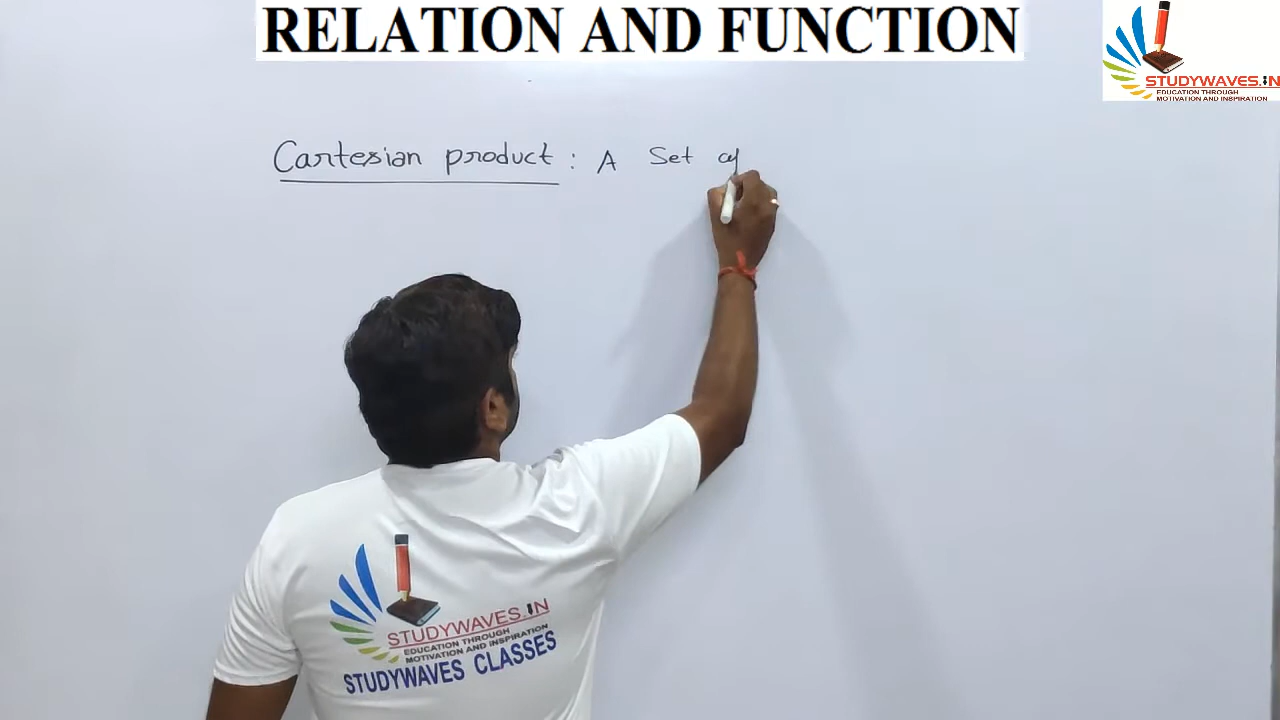 RELATION AND FUNCTION
STUDYWAVES.IN
EDUCATION THROUGH
MOTIVATION AND INSPIRATION
Cartesian product : A Set of
STUDYWAVES.IN
EDUCATION THROUGH
MOTIVATION AND INSPIRATION
STUDYWAVES CLASSES